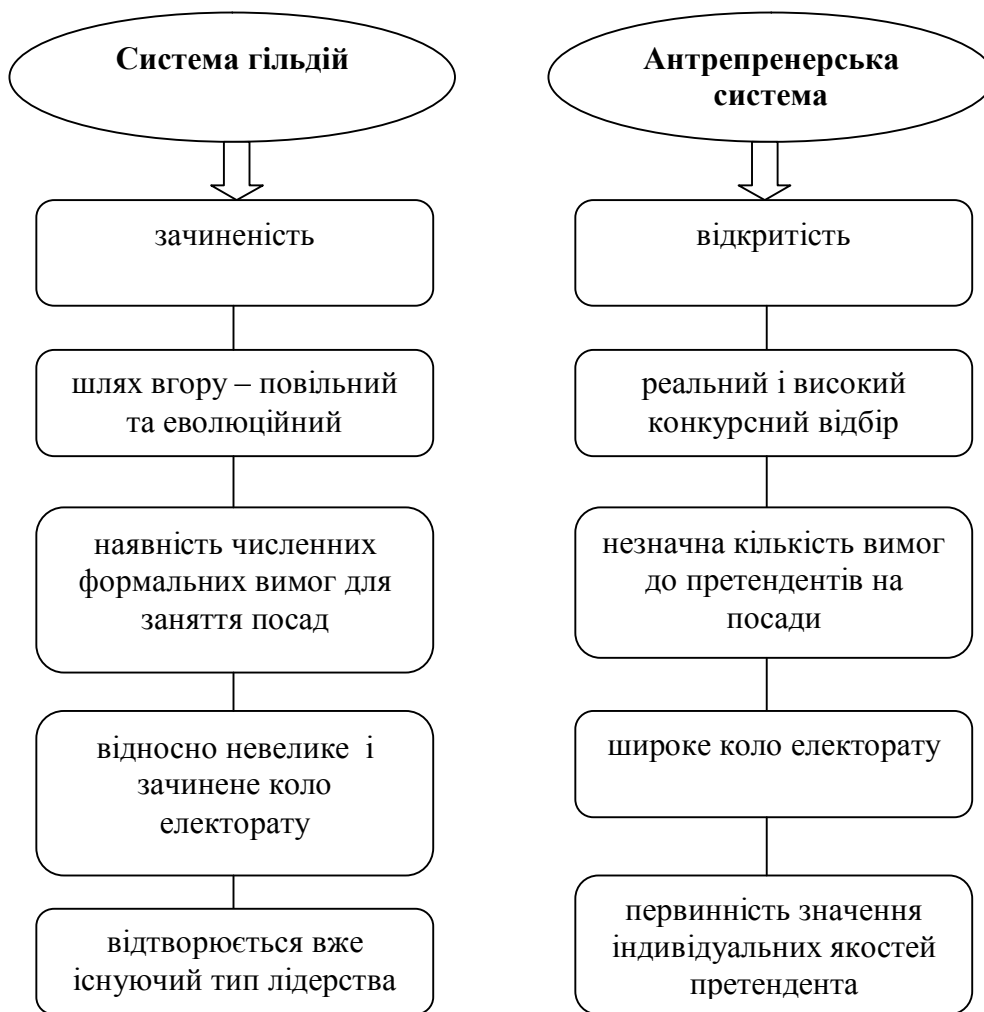 Система гільдій
зачиненість
шлях вгору – повільний
та еволюційний
наявність численних
формальних вимог для
заняття посад
відносно невелике і
зачинене коло
електорату
відтворюється вже
існуючий тип лідерства
Антрепренерська
система
відкритість
реальний і високий
конкурсний відбір
незначна кількість вимог
до претендентів на
посади
широке коло електорату
первинність значення
індивідуальних якостей
претендента